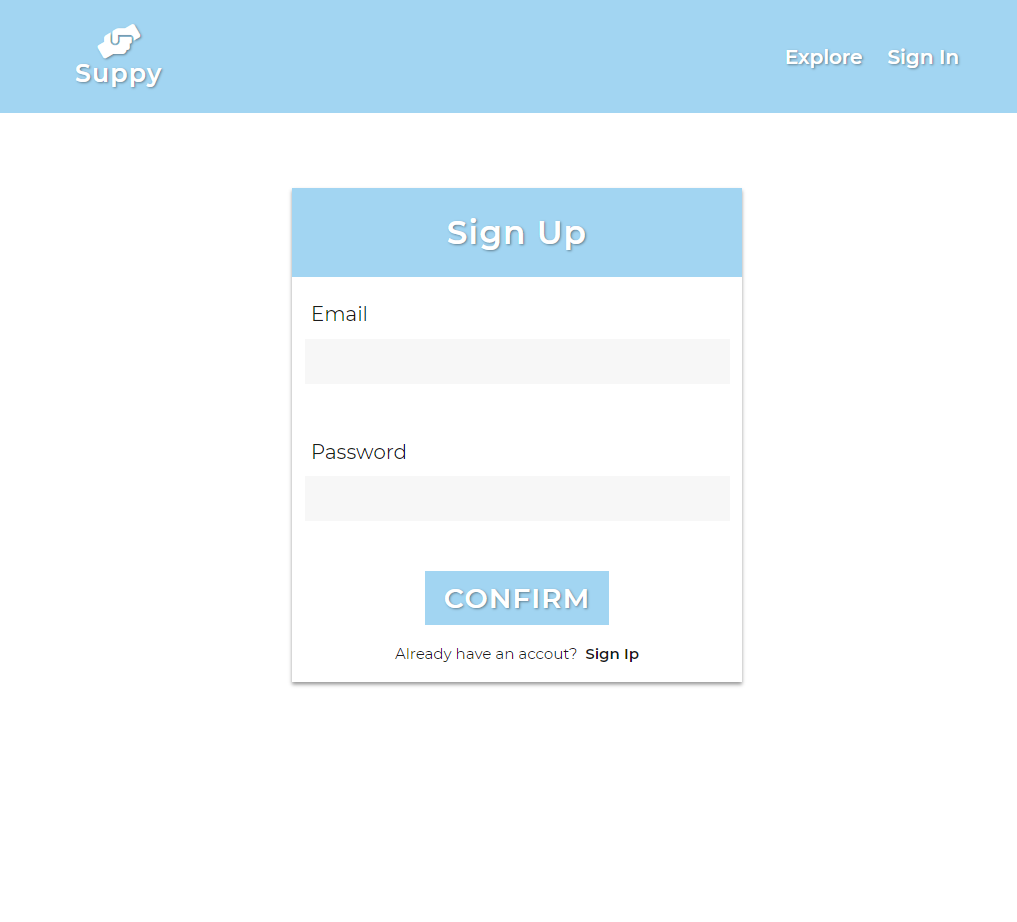 Suppy
Explore Sign In
Sign Up
Email
Password
CONFIRM
Already have an accout? Sign Ip